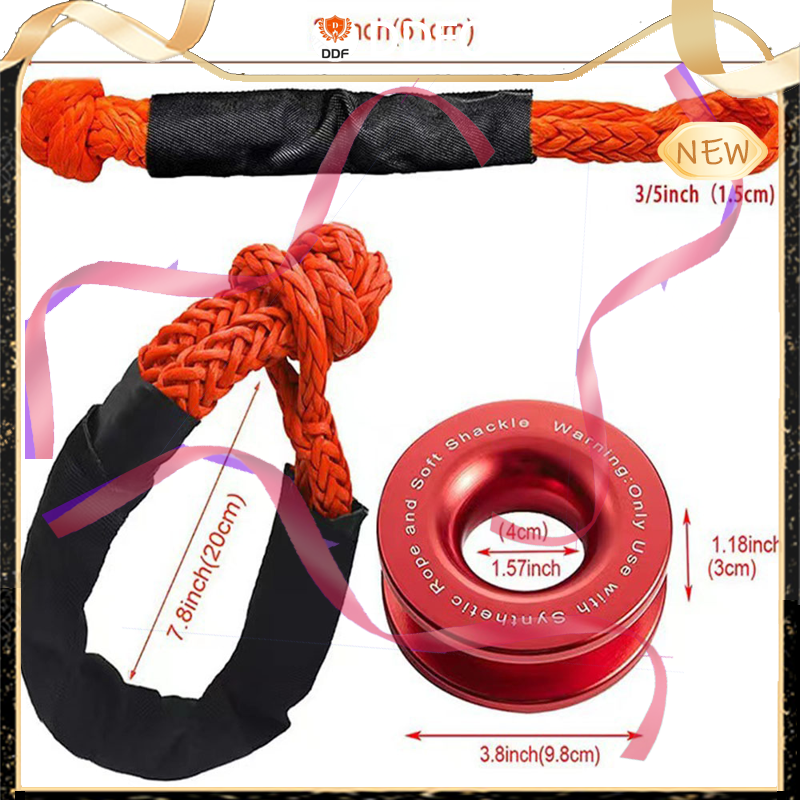 DDF
NEW
3/5inch (1.5cm)
7.8inch(20cm)
Warning:Only Use with Synthetic Rope and Soft Shackle
(4cm)
1.57inch
1.18inch
(3cm)
3.8inch(9.8cm)